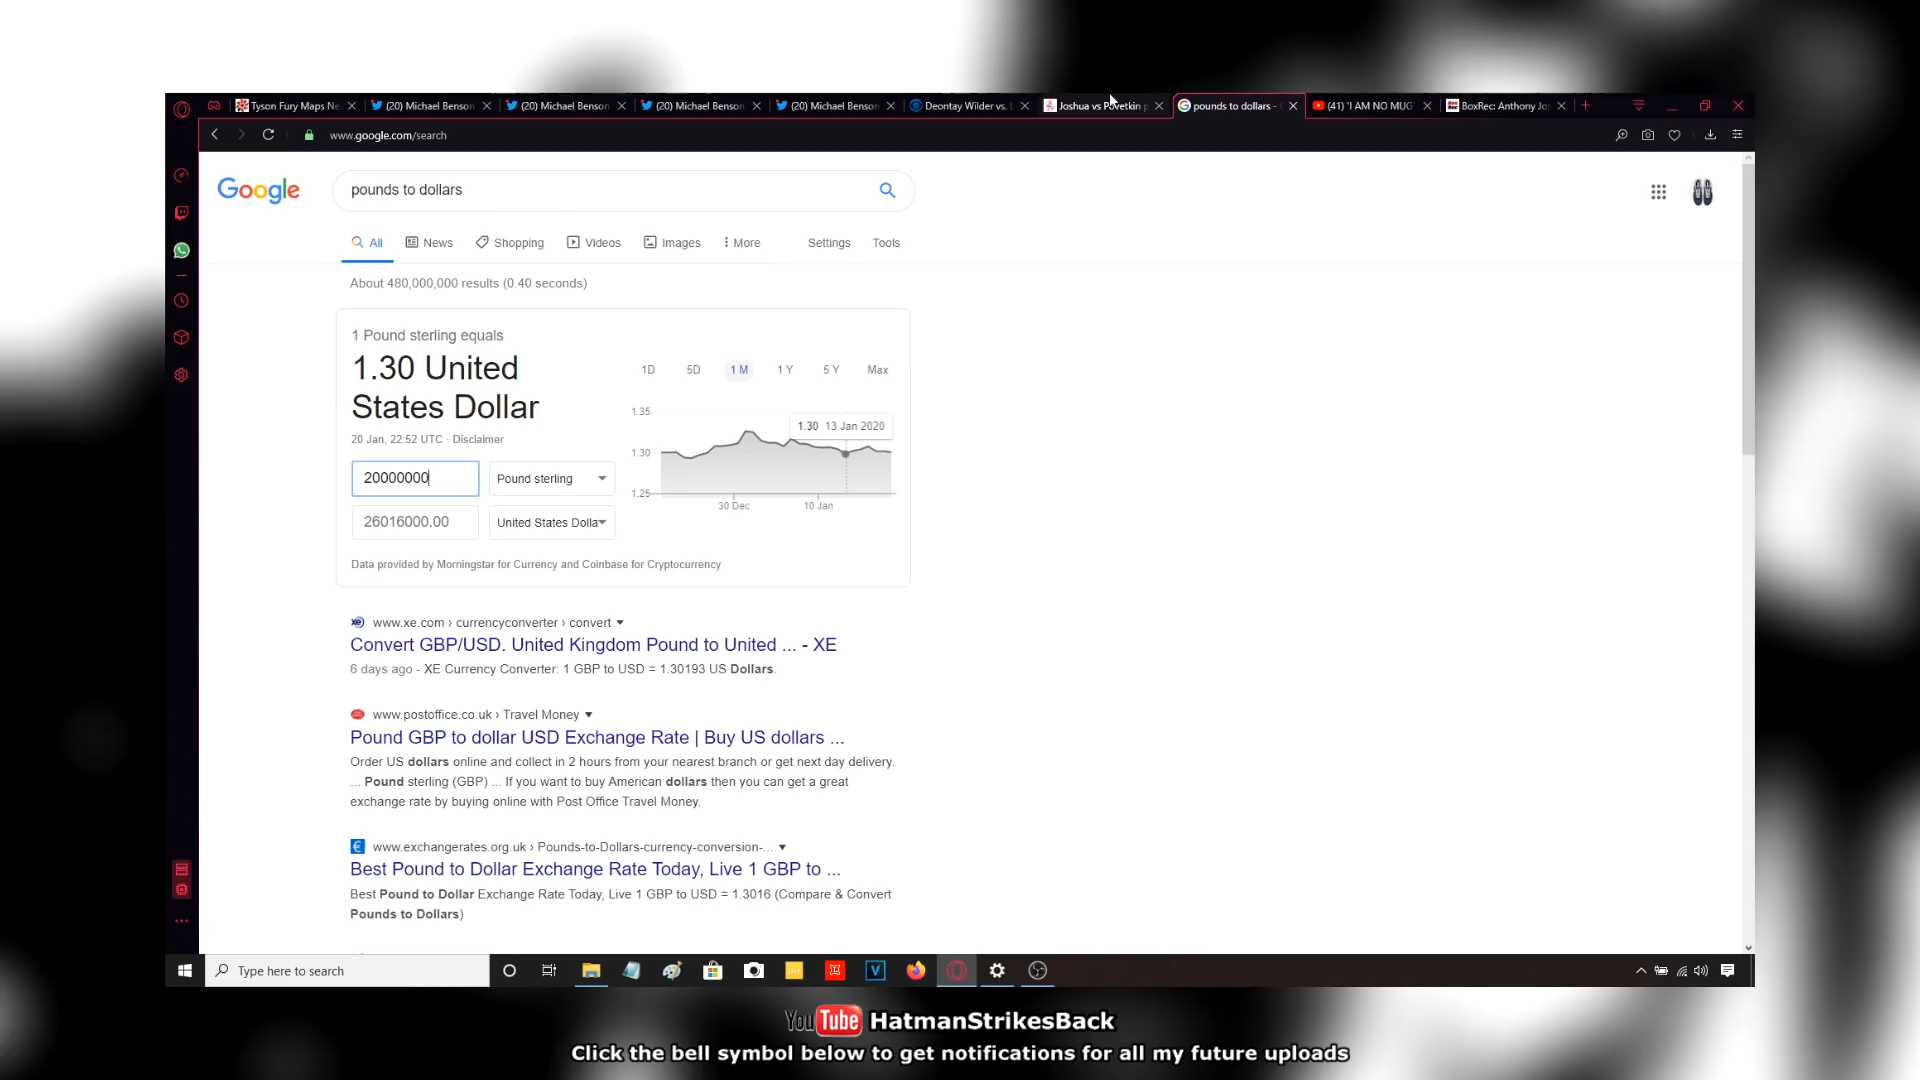 Tyson Fury Maps Ne
(20) Michael Benson
(20) Michael Benson
(20) Michael Benson
(20) Michael Benson
Deontay Wilder vs. L
Joshua vs Povetkin p
pounds to dollars -
(41) 'I AM NO MUG'
BoxRec: Anthony Jo
www.google.com/search
Google
pounds to dollars
All
News
Shopping
Videos
Images
More
Settings
Tools
About 480,000,000 results (0.40 seconds)
1 Pound sterling equals
1.30 United
States Dollar
20 Jan, 22:52 UTC · Disclaimer
20000000
Pound sterling
26016000.00
United States Dolla
1D
5D
1 M
1 Y
5 Y
Max
1.35
1.30 13 Jan 2020
1.30
1.25
30 Dec
10 Jan
Data provided by Morningstar for Currency and Coinbase for Cryptocurrency
www.xe.com › currencyconverter › convert
Convert GBP/USD. United Kingdom Pound to United ... - XE
6 days ago - XE Currency Converter: 1 GBP to USD = 1.30193 US Dollars.
www.postoffice.co.uk › Travel Money
Pound GBP to dollar USD Exchange Rate | Buy US dollars ...
Order US dollars online and collect in 2 hours from your nearest branch or get next day delivery.
... Pound sterling (GBP) ... If you want to buy American dollars then you can get a great
exchange rate by buying online with Post Office Travel Money.
www.exchangerates.org.uk › Pounds-to-Dollars-currency-conversion-...
Best Pound to Dollar Exchange Rate Today, Live 1 GBP to ...
Best Pound to Dollar Exchange Rate Today, Live 1 GBP to USD = 1.3016 (Compare & Convert
Pounds to Dollars)
Type here to search
YouTube HatmanStrikesBack
Click the bell symbol below to get notifications for all my future uploads